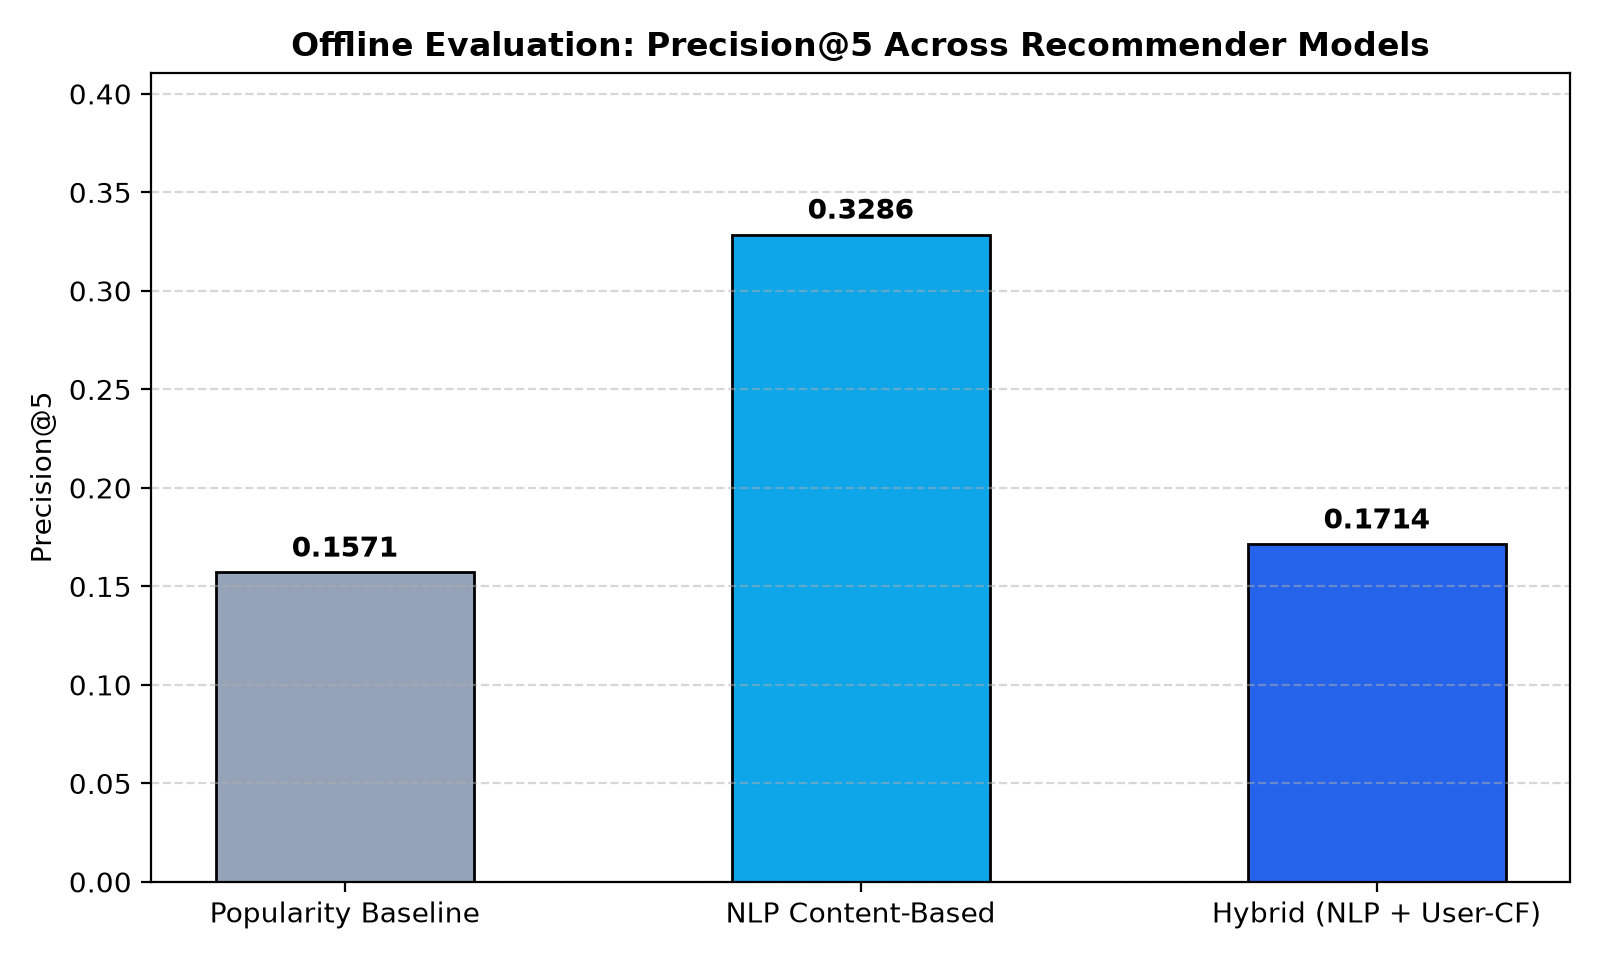 Offline Evaluation: Precision@5 Across Recommender Models
0.40
0.35
0.30
0.25
0.20
0.15
0.10
0.05
0.00
Precision@5
0.1571
0.3286
0.1714
Popularity Baseline
NLP Content-Based
Hybrid (NLP + User-CF)